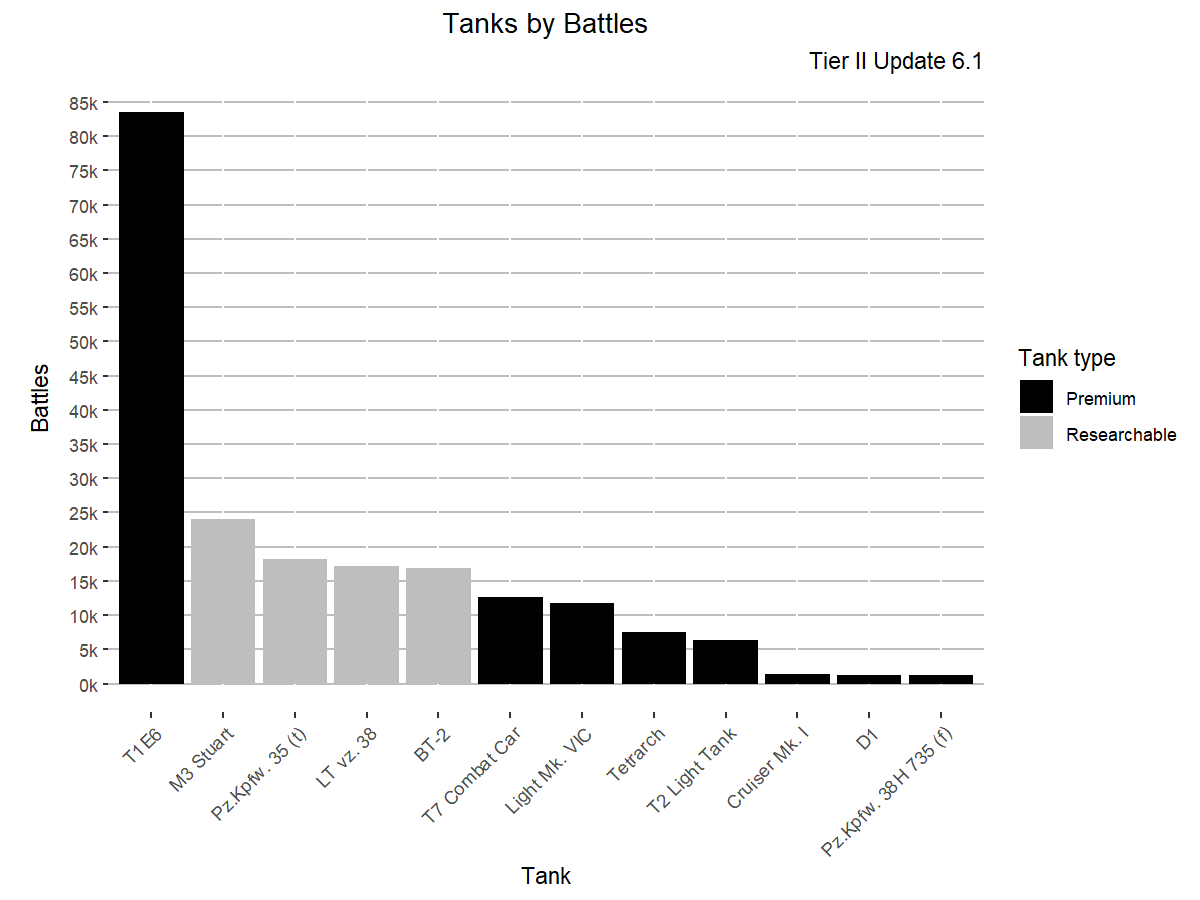 Tanks by Battles
Tier II Update 6.1
85k
80k
75k
70k
65k
60k
55k
50k
45k
40k
35k
30k
25k
20k
15k
10k
5k
0k
Battles
T1E6
M3 Stuart
Pz.Kpfw. 35 (t)
LT vz. 38
BT-2
T7 Combat Car
Light Mk. VIC
Tetrarch
T2 Light Tank
Cruiser Mk. I
D1
Pz.Kpfw. 38H 735 (f)
Tank
Tank type
Premium
Researchable